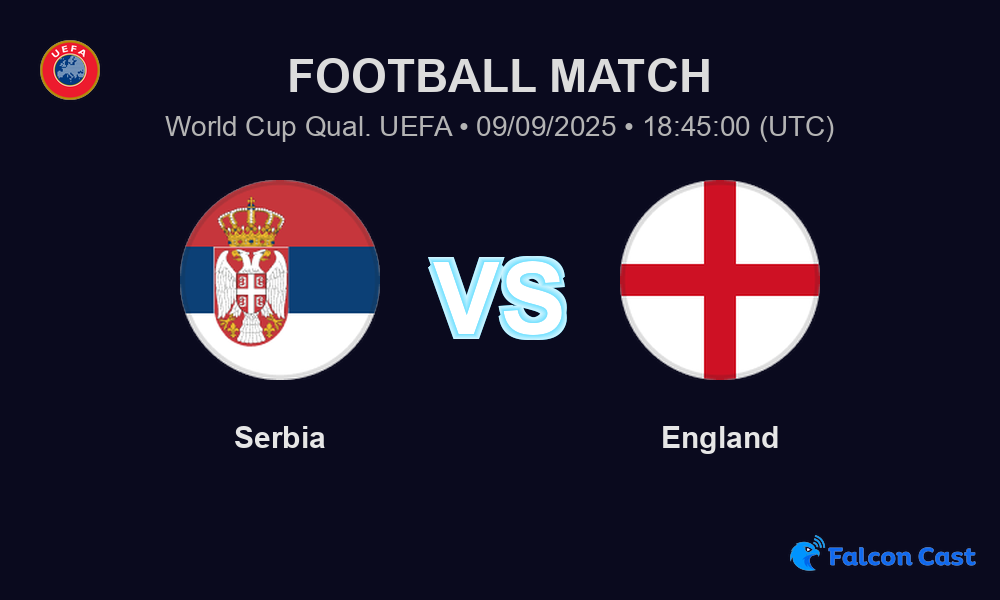 UEFA
FOOTBALL MATCH
World Cup Qual. UEFA • 09/09/2025 • 18:45:00 (UTC)
VS
Serbia
England
Falcon Cast